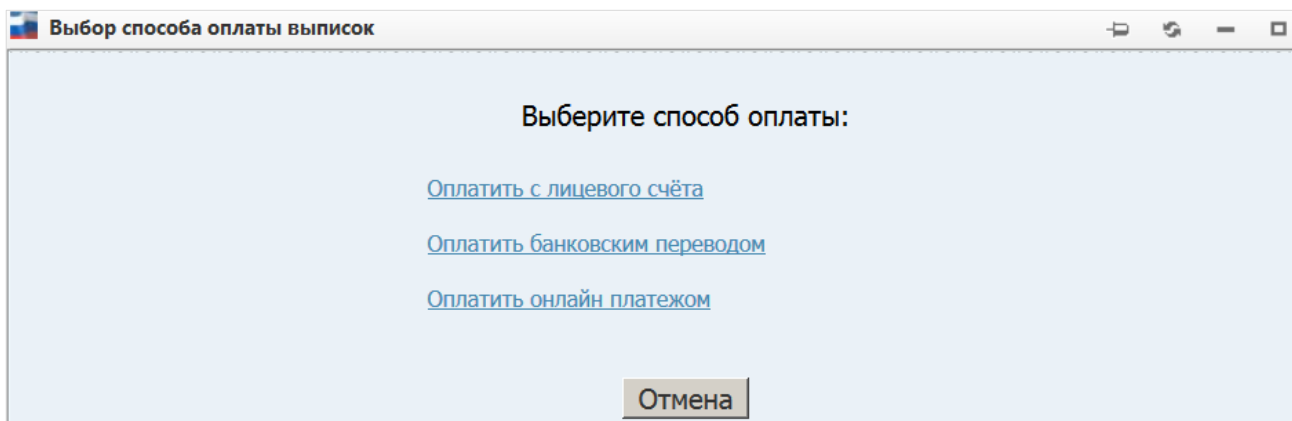 Выбор способа оплаты выписок
Выберите способ оплаты:
Оплатить с лицевого счёта
Оплатить банковским переводом
Оплатить онлайн платежом
Отмена